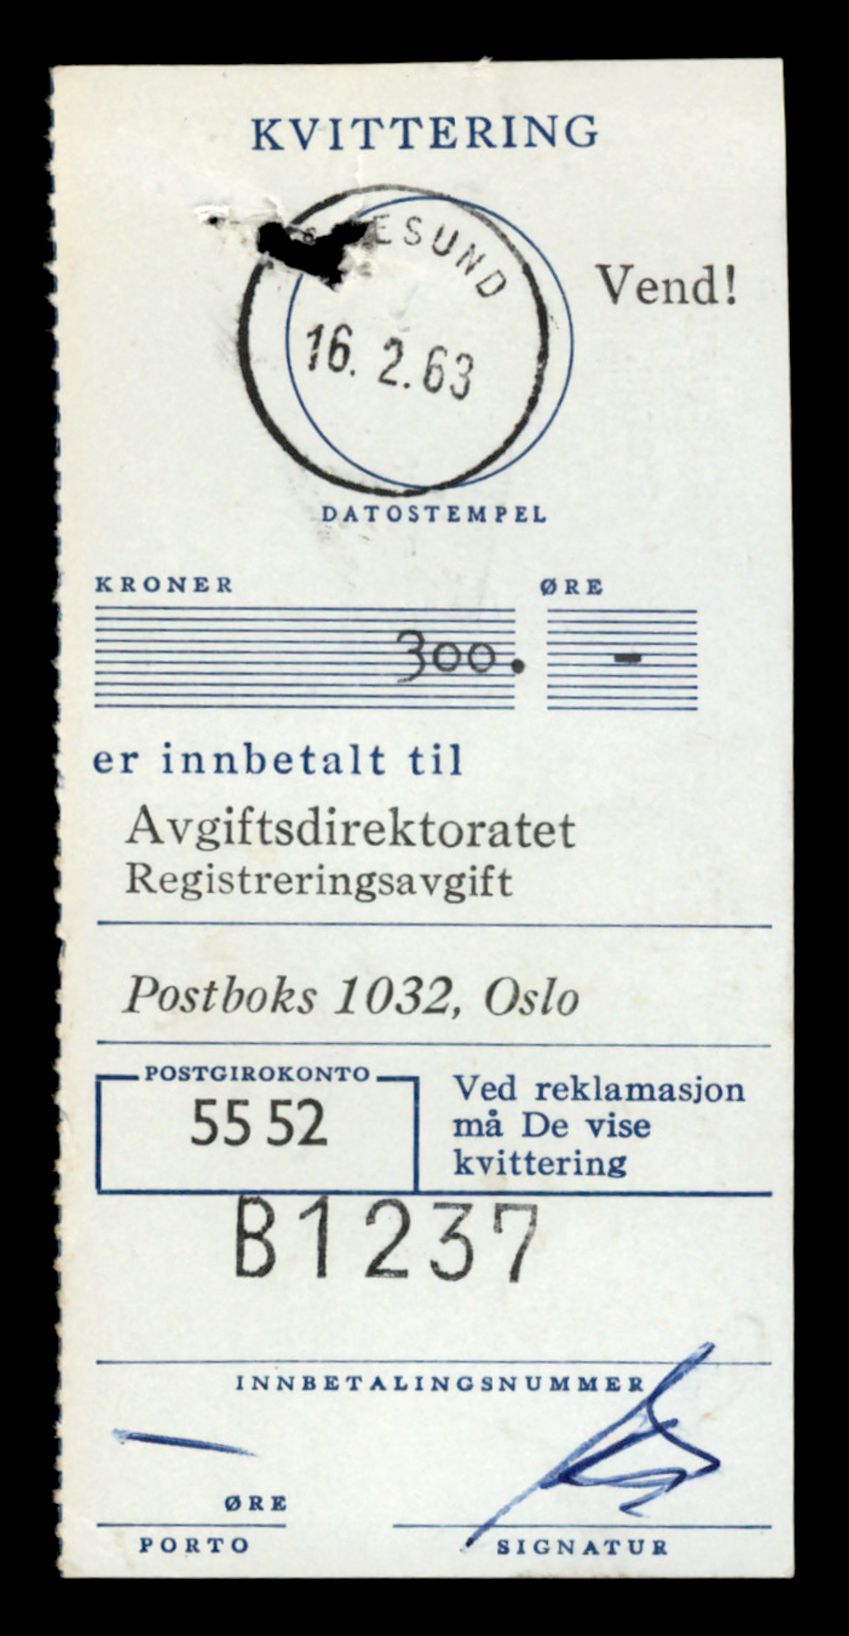 KVITTERING
ESUND
Vend!
16. 2. 63
DATOSTEMPEL
KRONER ØRE
300. -
er innbetalt til
Avgiftsdirektoratet
Registreringsavgift
Postboks 1032, Oslo
POSTGIROKONTO
55 52
Ved reklamasjon
må De vise
kvittering
B1237
INNBETALINGSNUMMER
ØRE
PORTO
SIGNATUR